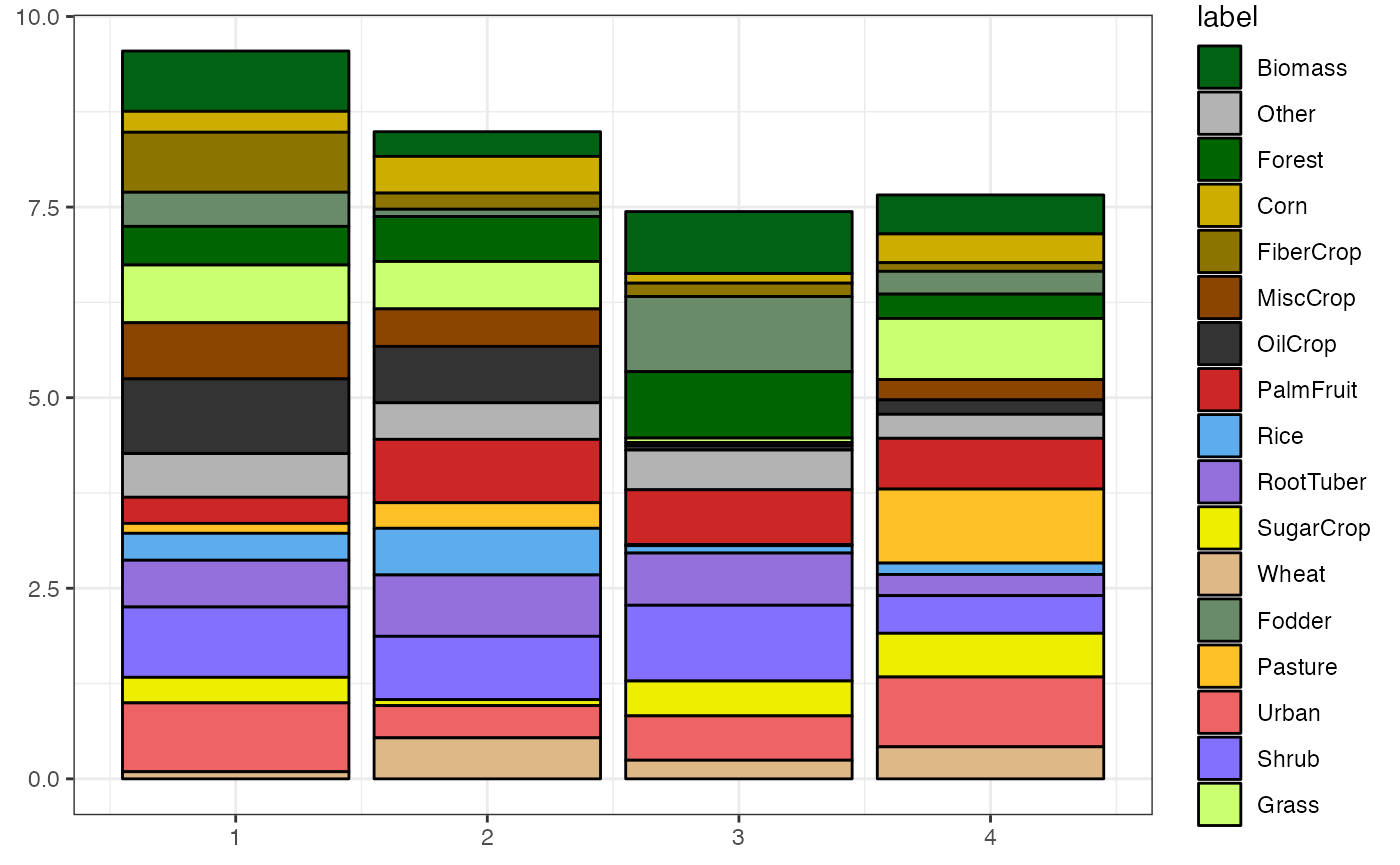 10.0
7.5
5.0
2.5
0.0
1 2 3 4
label
Biomass
Other
Forest
Corn
FiberCrop
MiscCrop
OilCrop
PalmFruit
Rice
RootTuber
SugarCrop
Wheat
Fodder
Pasture
Urban
Shrub
Grass